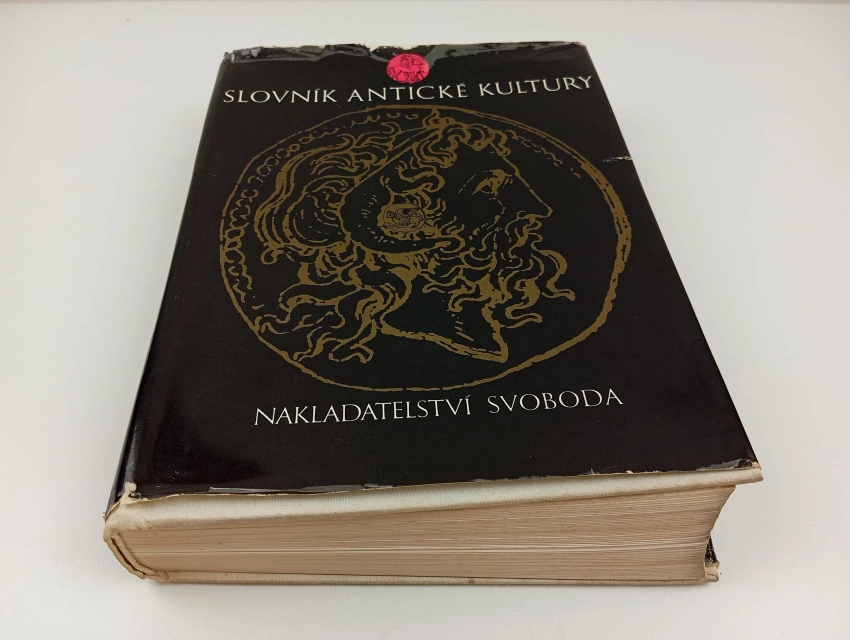 SLOVNÍK ANTICKÉ KULTURY
NAKLADATELSTVÍ SVOBODA